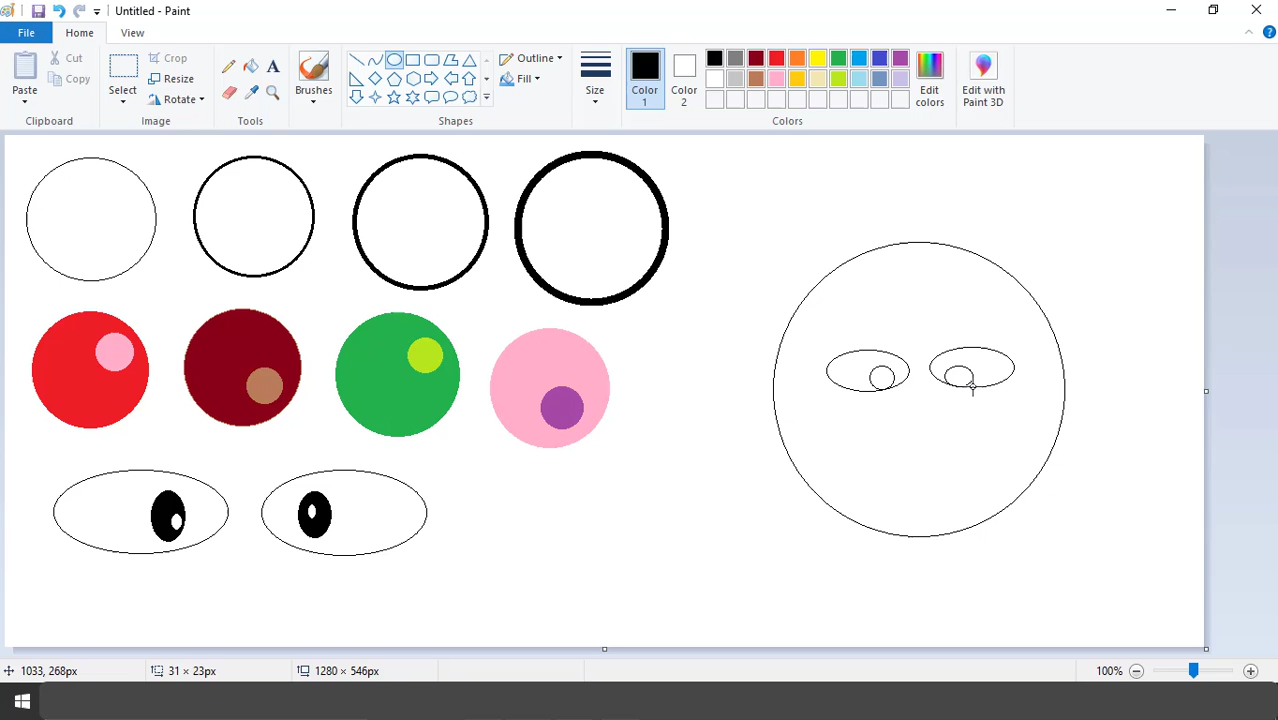 Untitled - Paint
File
Home
View
Paste
Cut
Copy
Clipboard
Select
Crop
Resize
Rotate
Image
A
Tools
Brushes
Outline
Fill
Shapes
Size
Color 1
Color 2
Edit colors
Edit with Paint 3D
Colors
1033, 268px
31 × 23px
1280 × 546px
100%